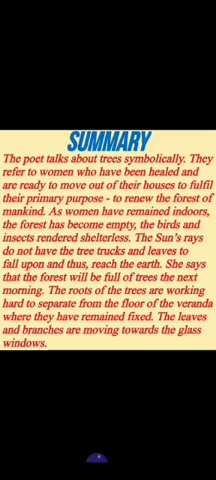 SUMMARY
The poet talks about trees symbolically. They
refer to women who have been healed and
are ready to move out of their houses to fulfil
their primary purpose - to renew the forest of
mankind. As women have remained indoors,
the forest has become empty, the birds and
insects rendered shelterless. The Sun's rays
do not have the tree trucks and leaves to
fall upon and thus, reach the earth. She says
that the forest will be full of trees the next
morning. The roots of the trees are working
hard to separate from the floor of the veranda
where they have remained fixed. The leaves
and branches are moving towards the glass
windows.